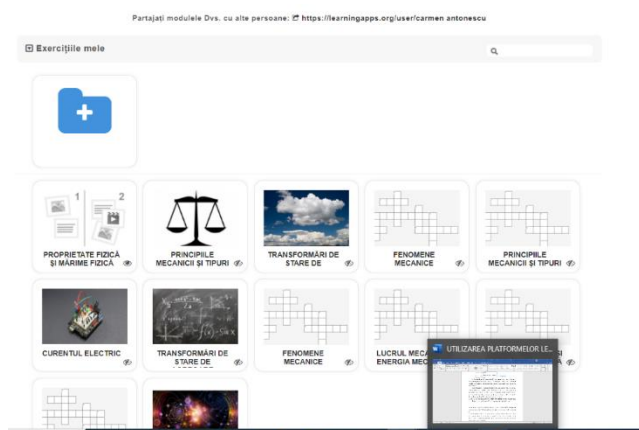 Partajați modulele Dvs. cu alte persoane: https://learningapps.org/user/carmen antonescu
Exercițiile mele
1 2
PROPRIETATE FIZICĂ
ȘI MĂRIME FIZICĂ
PRINCIPIILE
MECANICII ȘI TIPURI
TRANSFORMĂRI DE
STARE DE
FENOMENE
MECANICE
PRINCIPIILE
MECANICII ȘI TIPURI
CURENTUL ELECTRIC
TRANSFORMĂRI DE
STARE DE
FENOMENE
MECANICE
LUCRUL MECA
ENERGIA MEC
UTILIZAREA PLATFORMELOR LE...